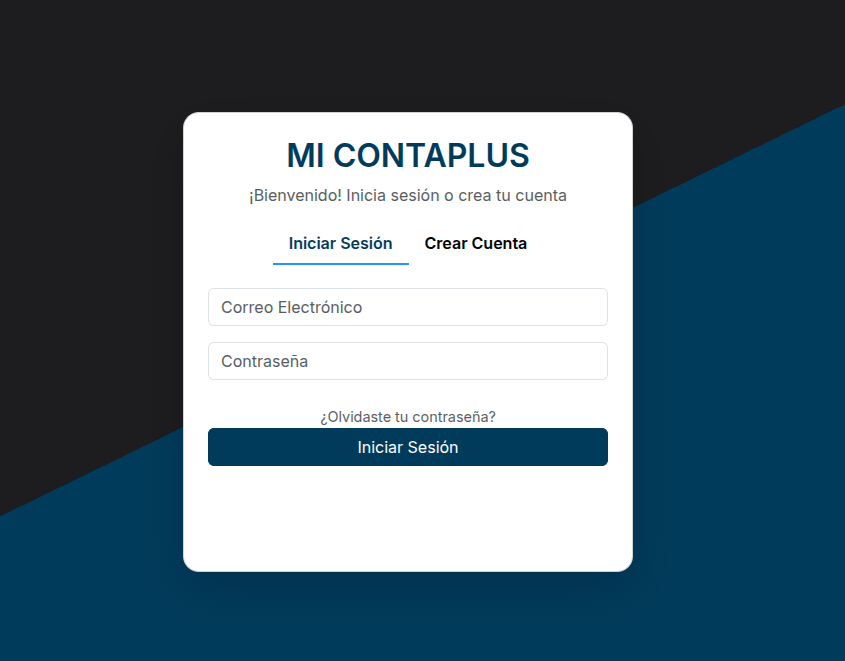 MI CONTAPLUS
¡Bienvenido! Inicia sesión o crea tu cuenta
Iniciar Sesión Crear Cuenta
Correo Electrónico
Contraseña
¿Olvidaste tu contraseña?
Iniciar Sesión